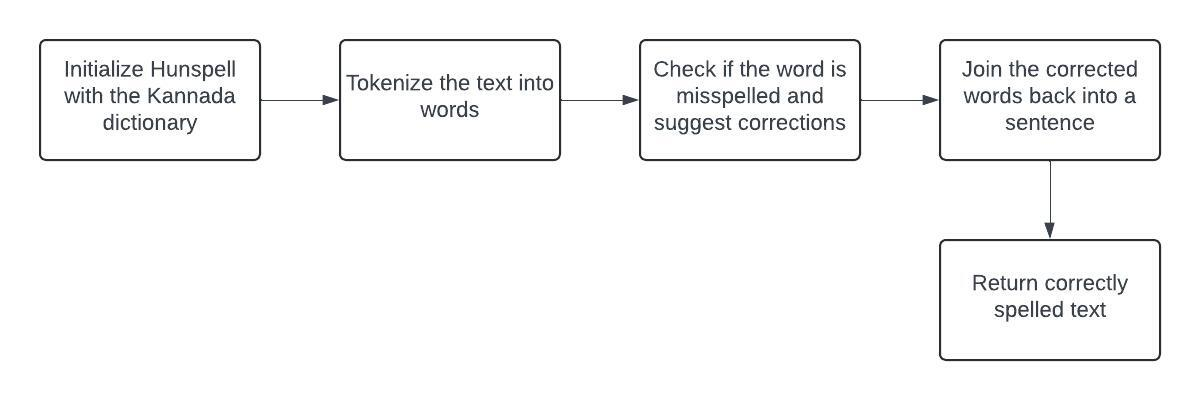 Initialize Hunspell
with the Kannada
dictionary
Tokenize the text into
words
Check if the word is
misspelled and
suggest corrections
Join the corrected
words back into a
sentence
Return correctly
spelled text